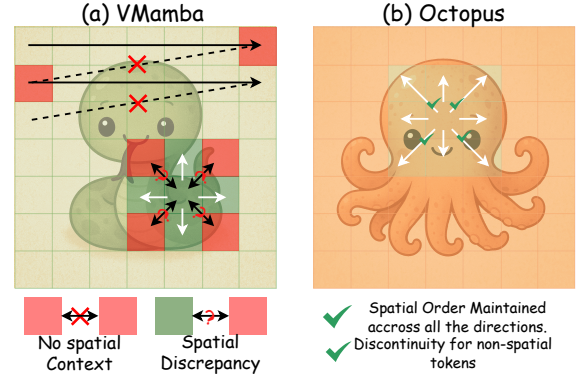 (a) VMamba
(b) Octopus
?
?
?
?
?
No spatial
Context
Spatial
Discrepancy
Spatial Order Maintained
accross all the directions.
Discontinuity for non-spatial
tokens